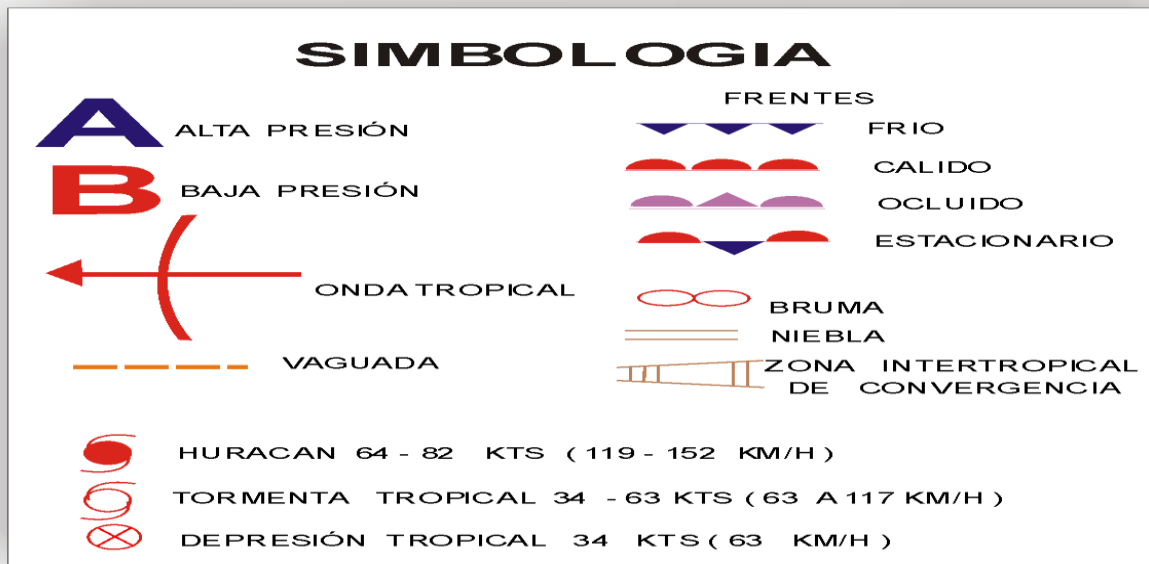 SIMBOLOGIA
A
ALTA PRESIÓN
B
BAJA PRESIÓN
ONDA TROPICAL
VAGUADA
FRENTES
FRIO
CALIDO
OCLUIDO
ESTACIONARIO
BRUMA
NIEBLA
ZONA INTERTROPICAL
DE CONVERGENCIA
HURACAN 64 - 82 KTS ( 119 - 152 KM/H )
TORMENTA TROPICAL 34 - 63 KTS ( 63 A 117 KM/H )
DEPRESIÓN TROPICAL 34 KTS ( 63 KM/H )